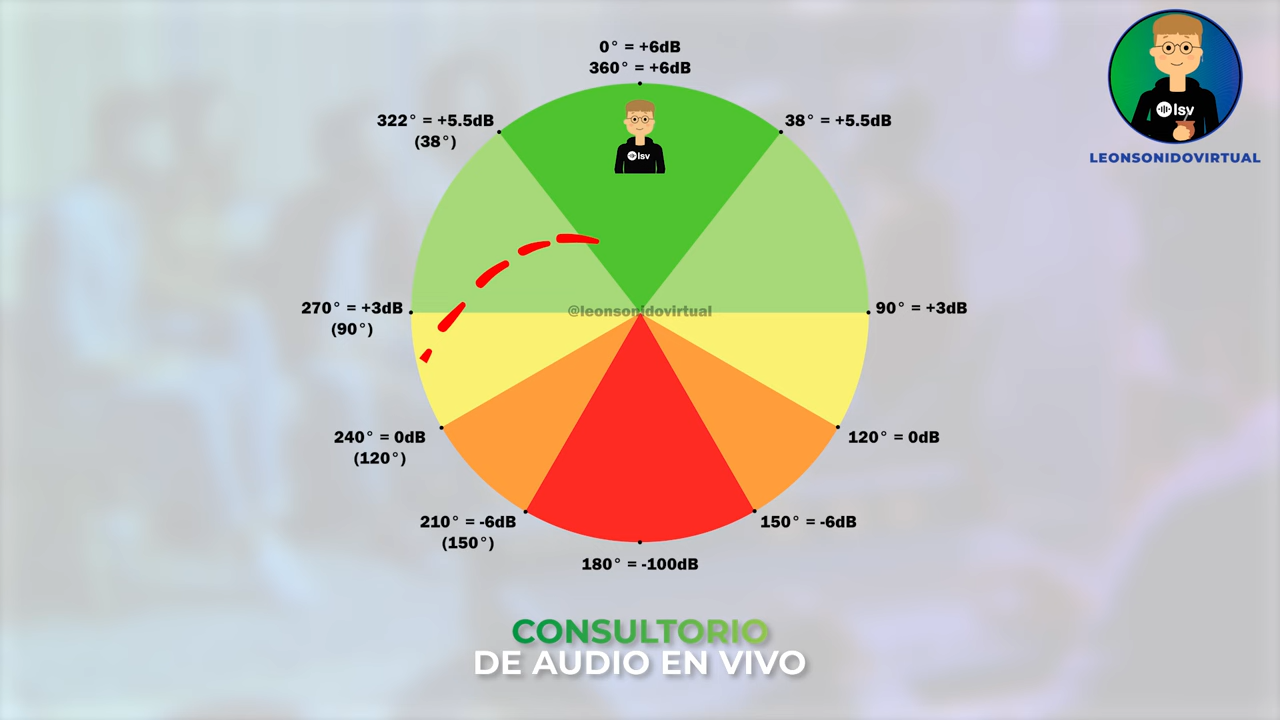 0° = +6dB
360° = +6dB
322° = +5.5dB
(38°)
38° = +5.5dB
lsv
lsv
LEONSONIDOVIRTUAL
270° = +3dB
(90°)
@leonsonidovirtual
90° = +3dB
240° = 0dB
(120°)
120° = 0dB
210° = -6dB
(150°)
150° = -6dB
180° = -100dB
CONSULTORIO
DE AUDIO EN VIVO